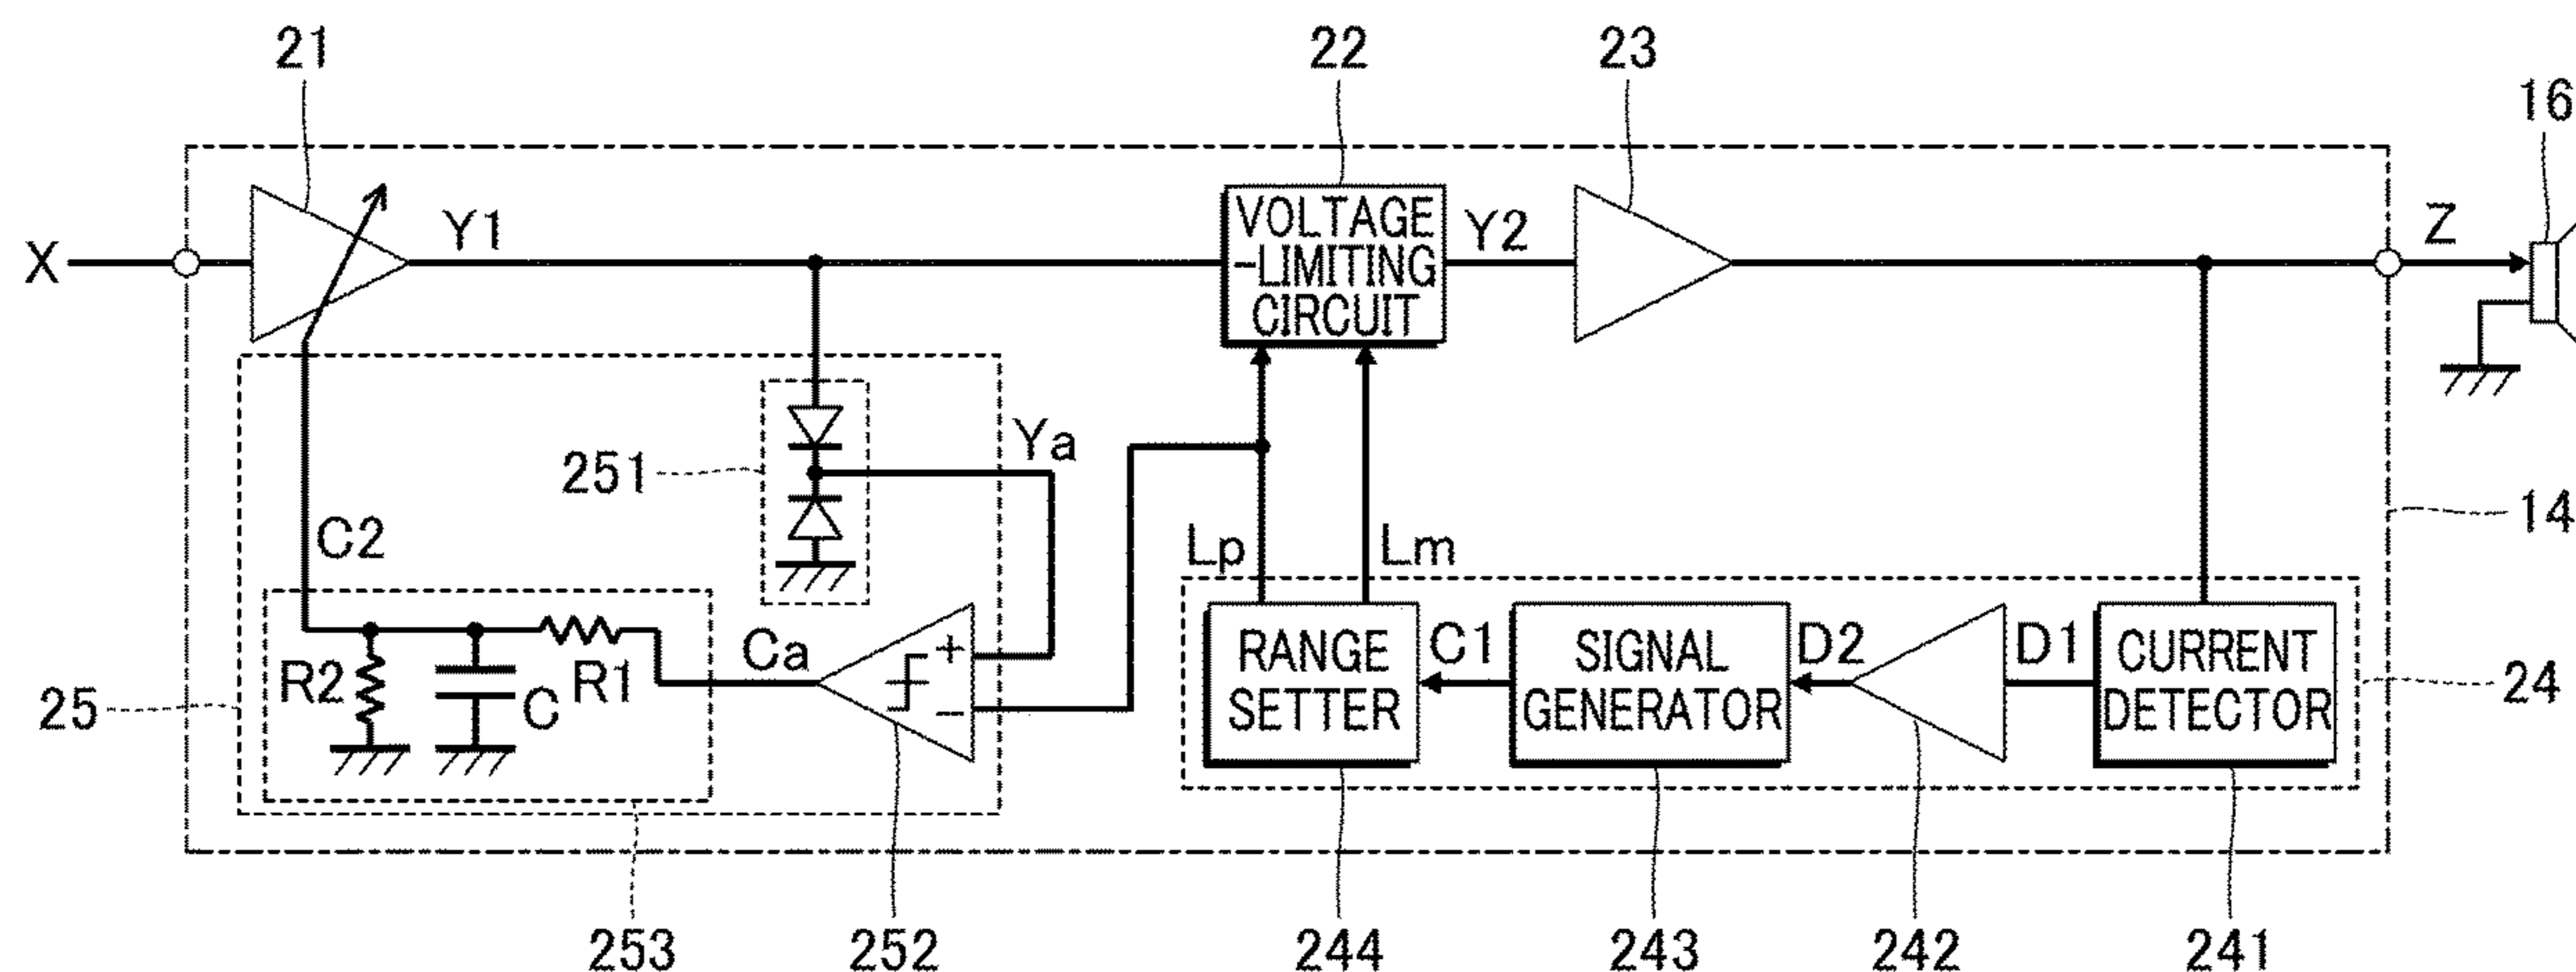 21
22
23
16
X
Y1
VOLTAGE
-LIMITING
CIRCUIT
Y2
Z
Ya
251
C2
Lp
Lm
14
Ca
R2
C
R1
+
−
RANGE
SETTER
C1
SIGNAL
GENERATOR
D2
D1
CURRENT
DETECTOR
25
24
253
252
244
243
242
241